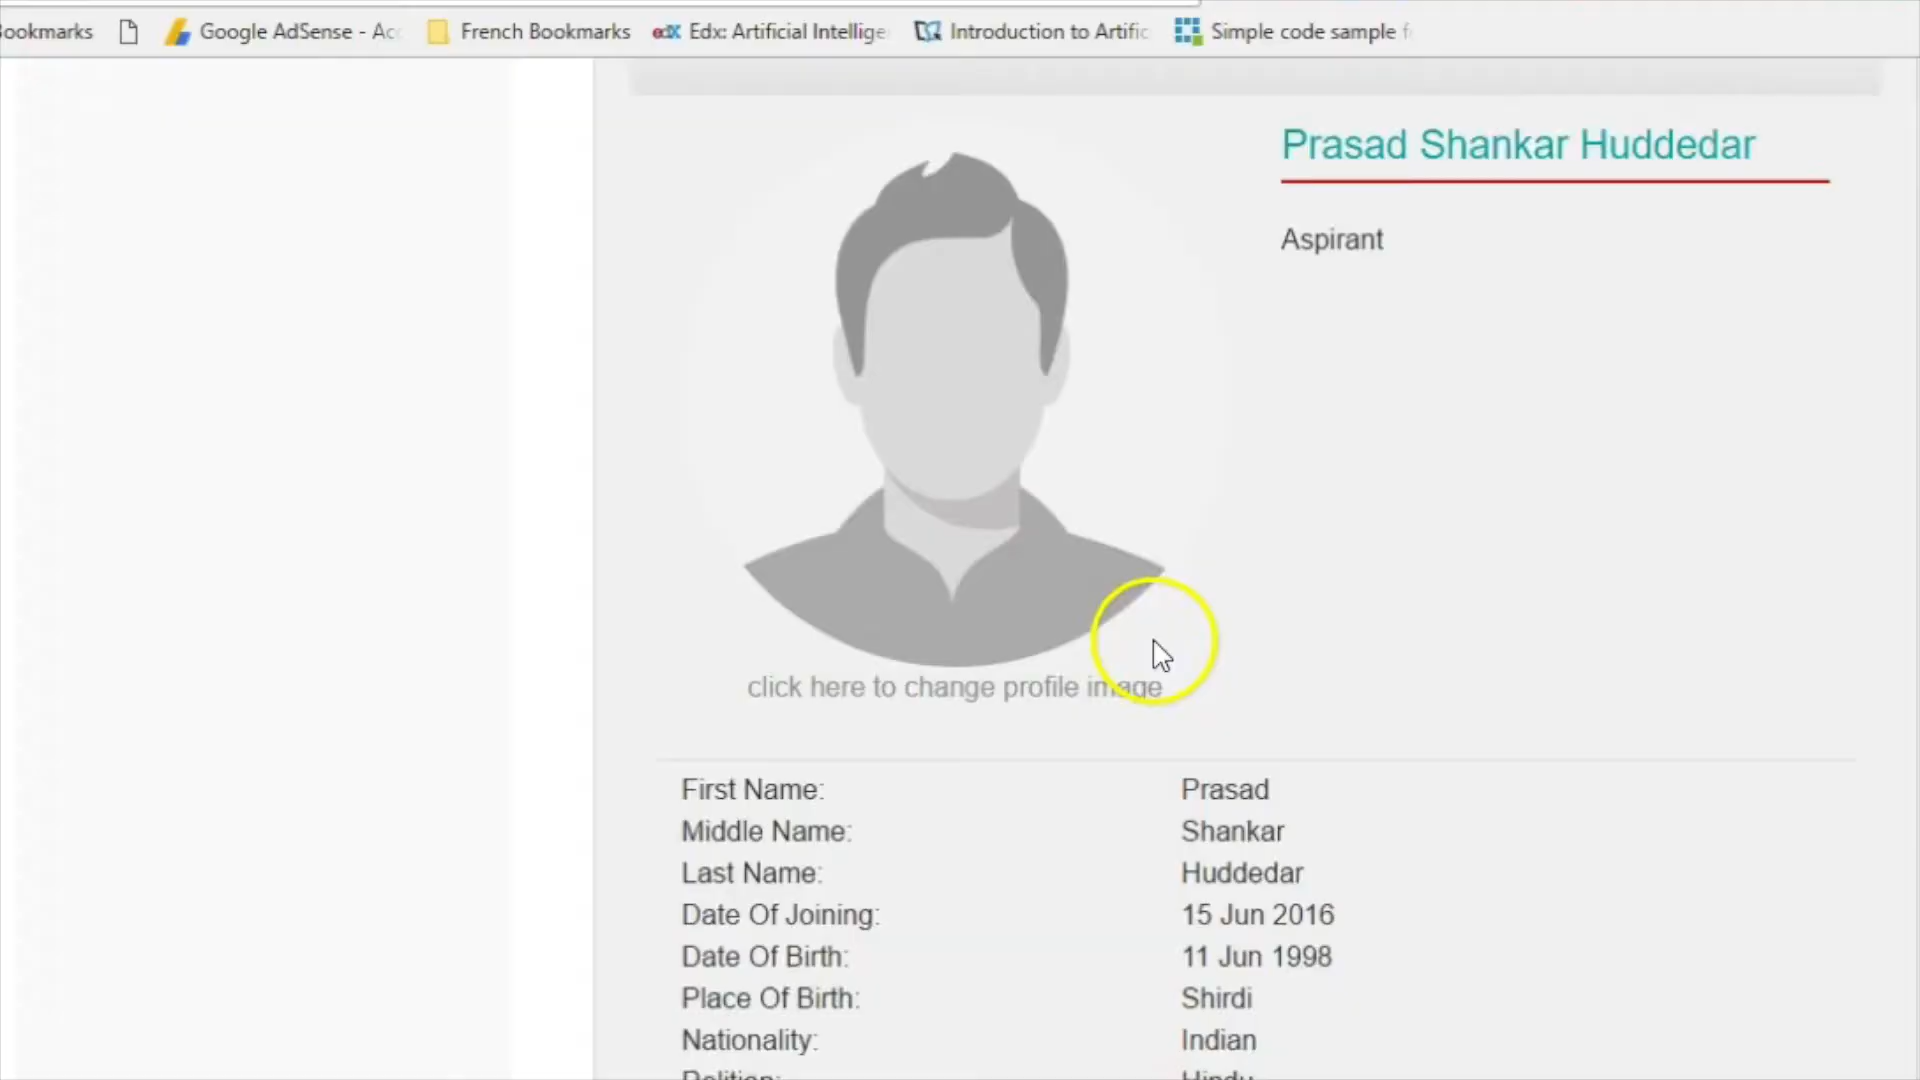 ookmarks Google AdSense - Acc French Bookmarks edX Edx: Artificial Intellige Introduction to Artific Simple code sample f
Prasad Shankar Huddedar
Aspirant
click here to change profile image
First Name: Prasad
Middle Name: Shankar
Last Name: Huddedar
Date Of Joining: 15 Jun 2016
Date Of Birth: 11 Jun 1998
Place Of Birth: Shirdi
Nationality: Indian